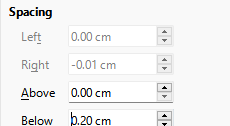 Spacing
Left 0.00 cm
Right -0.01 cm
Above 0.00 cm
Below 0.20 cm